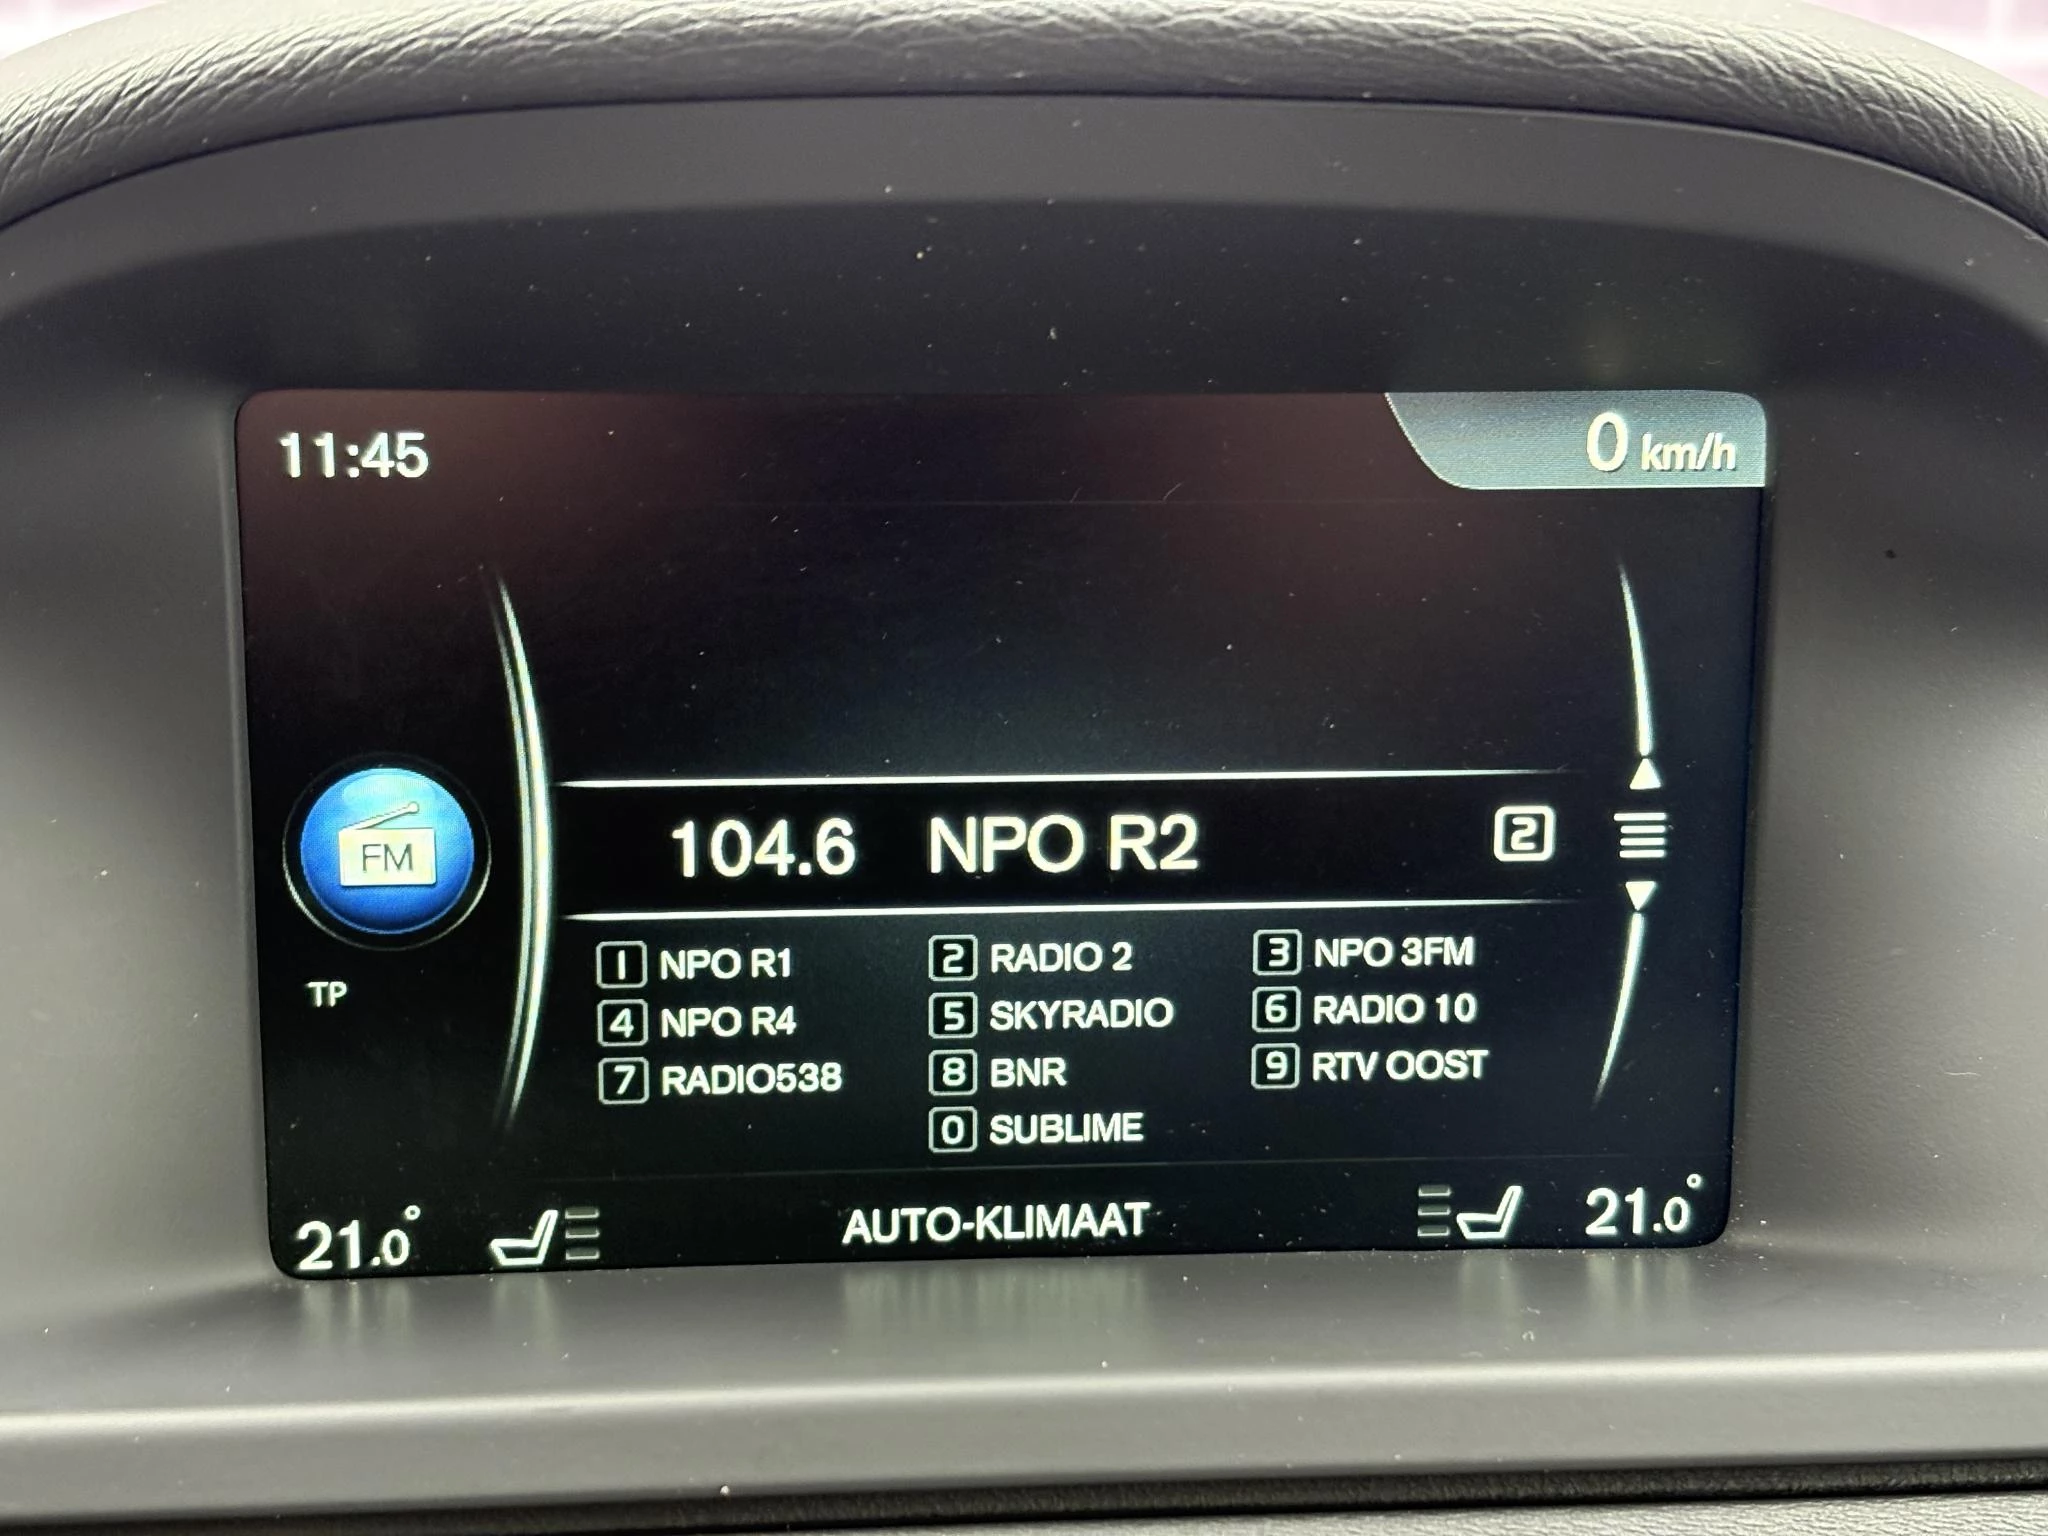 11:45 0 km/h
FM 104.6 NPO R2 2
1 NPO R1 2 RADIO 2 3 NPO 3FM
TP 4 NPO R4 5 SKYRADIO 6 RADIO 10
7 RADIO538 8 BNR 9 RTV OOST
0 SUBLIME
21.0° AUTO-KLIMAAT 21.0°